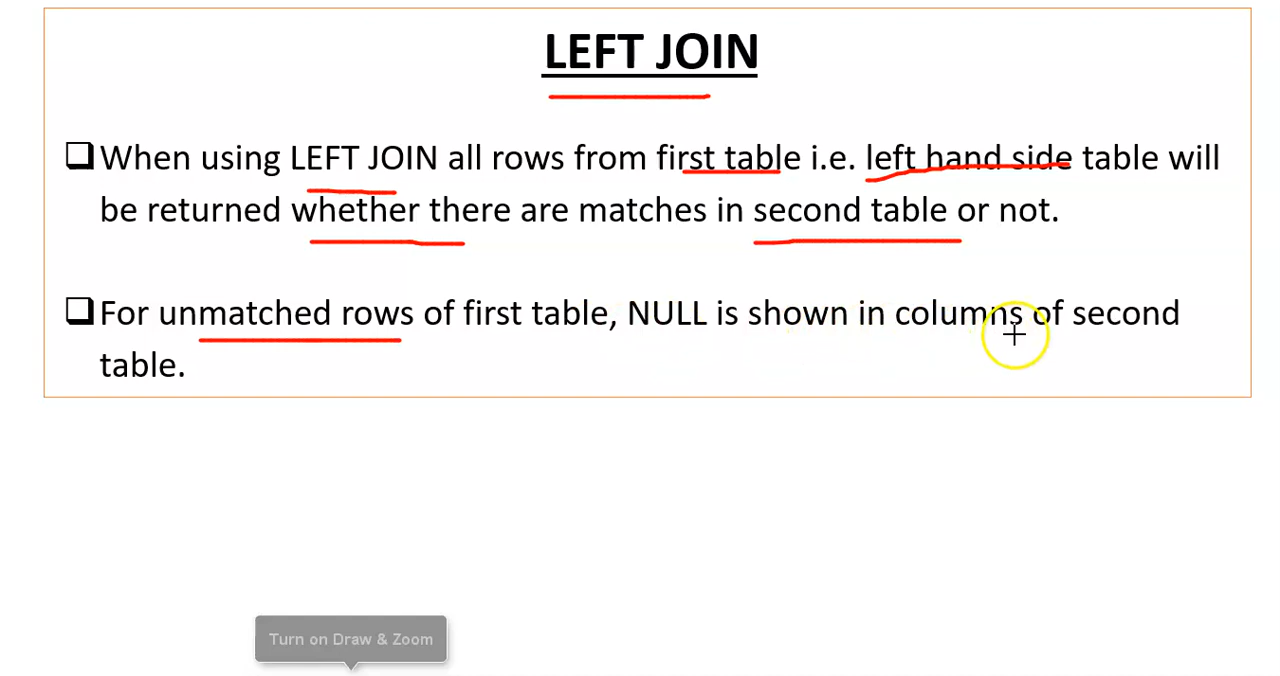 LEFT JOIN
❑When using LEFT JOIN all rows from first table i.e. left hand side table will
be returned whether there are matches in second table or not.
❑For unmatched rows of first table, NULL is shown in columns of second
table.
Turn on Draw & Zoom